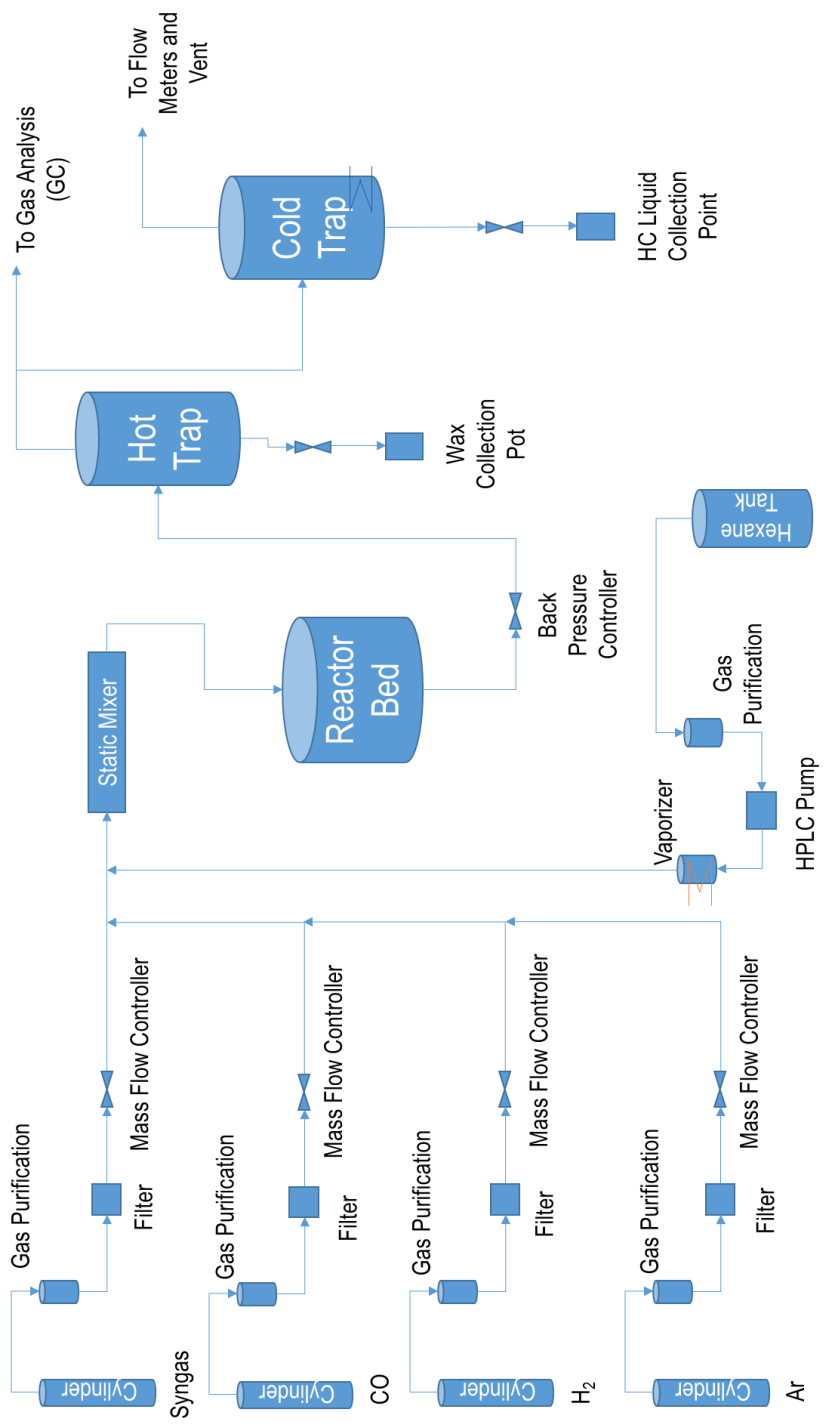 Cylinder
Syngas
Gas Purification
Filter
Mass Flow Controller
Cylinder
CO
Gas Purification
Filter
Mass Flow Controller
Cylinder
H₂
Gas Purification
Filter
Mass Flow Controller
Cylinder
Ar
Gas Purification
Filter
Mass Flow Controller
Static Mixer
Vaporizer
HPLC Pump
Gas
Purification
Hexane
Tank
Reactor
Bed
Back
Pressure
Controller
Hot
Trap
Wax
Collection
Pot
To Gas Analysis
(GC)
Cold
Trap
HC Liquid
Collection
Point
To Flow
Meters and
Vent